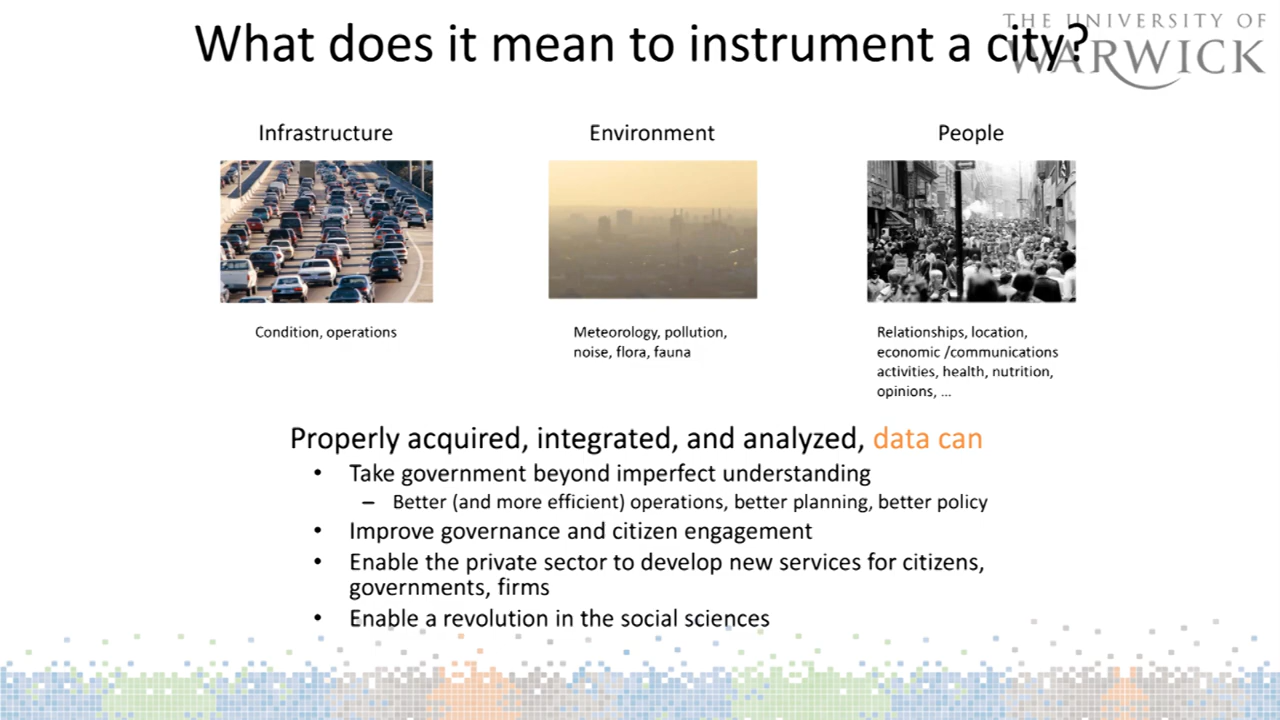 What does it mean to instrument a city?
THE UNIVERSITY OF
WARWICK
Infrastructure
Environment
People
Condition, operations
Meteorology, pollution,
noise, flora, fauna
Relationships, location,
economic /communications
activities, health, nutrition,
opinions, ...
Properly acquired, integrated, and analyzed, data can
• Take government beyond imperfect understanding
– Better (and more efficient) operations, better planning, better policy
• Improve governance and citizen engagement
• Enable the private sector to develop new services for citizens,
governments, firms
• Enable a revolution in the social sciences